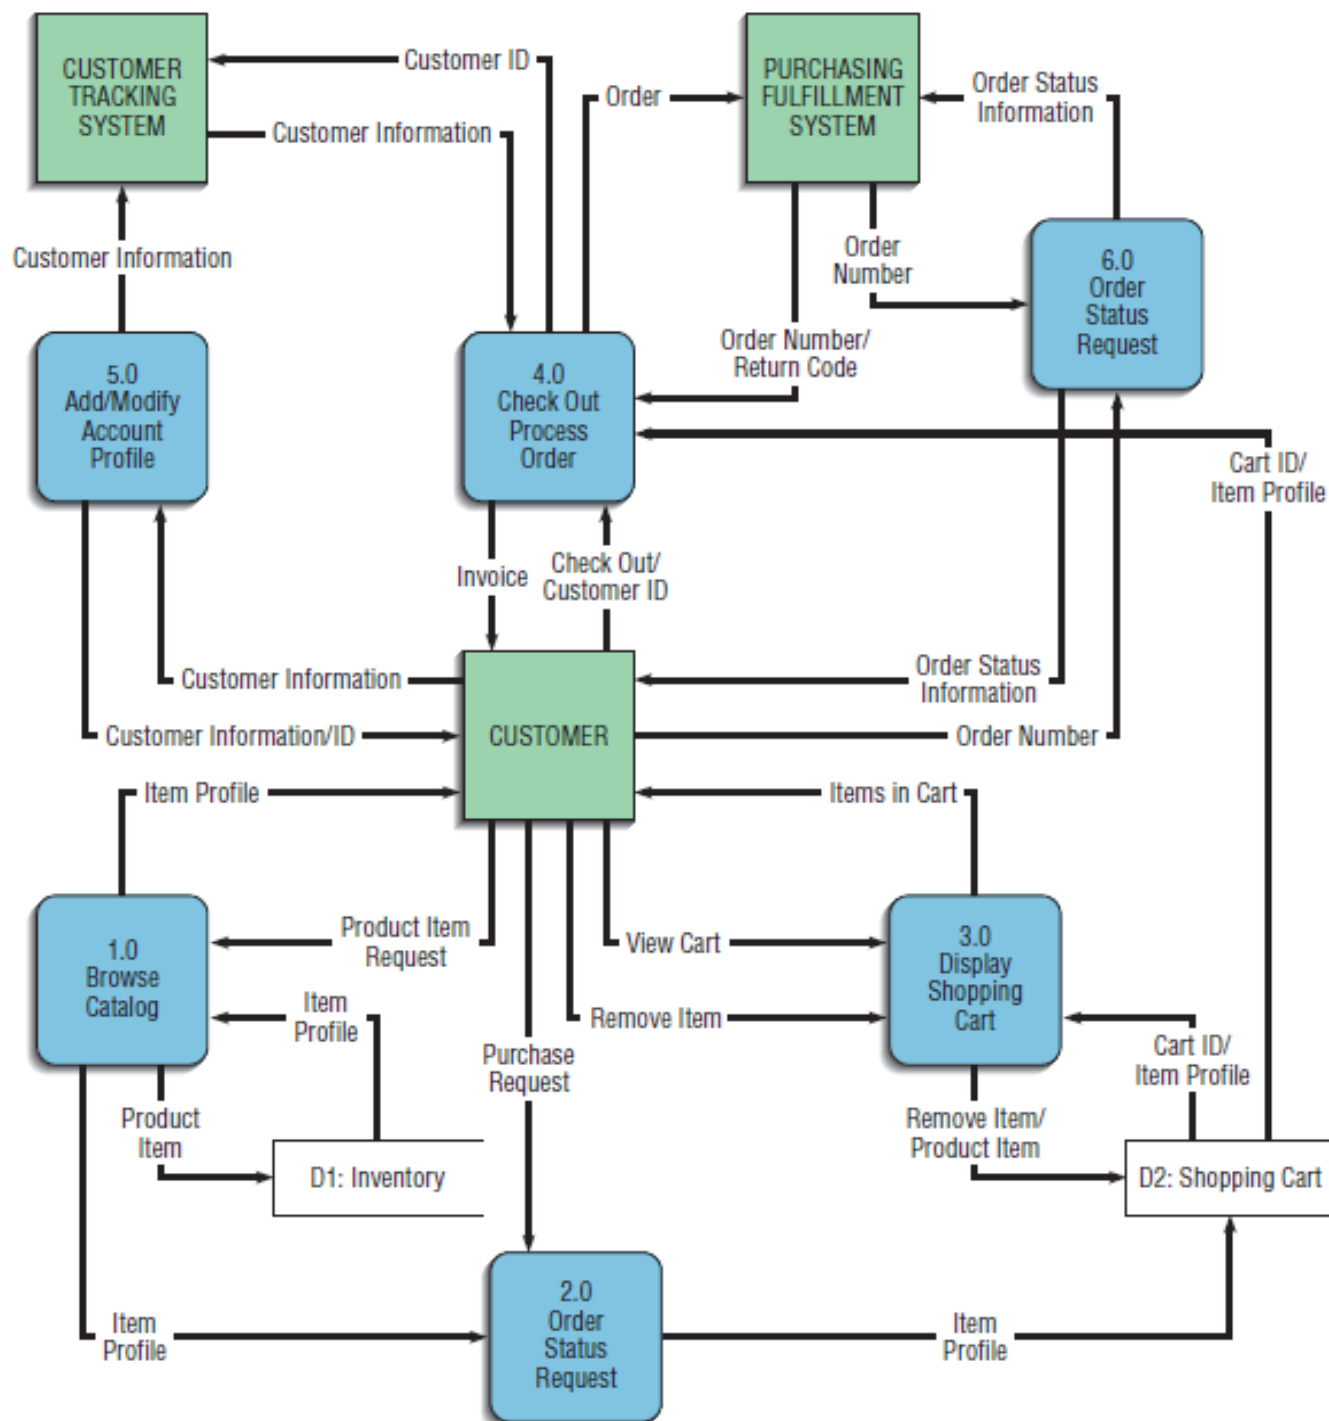 CUSTOMER
TRACKING
SYSTEM
Customer ID
Customer Information
Order
PURCHASING
FULFILLMENT
SYSTEM
Order Status
Information
Customer Information
Order
Number
6.0
Order
Status
Request
5.0
Add/Modify
Account
Profile
4.0
Check Out
Process
Order
Order Number/
Return Code
Cart ID/
Item Profile
Invoice
Check Out/
Customer ID
Customer Information
Order Status
Information
Customer Information/ID
CUSTOMER
Order Number
Item Profile
Items in Cart
1.0
Browse
Catalog
Product Item
Request
View Cart
3.0
Display
Shopping
Cart
Item
Profile
Remove Item
Purchase
Request
Cart ID/
Item Profile
Product
Item
Remove Item/
Product Item
D1: Inventory
D2: Shopping Cart
Item
Profile
2.0
Order
Status
Request
Item
Profile